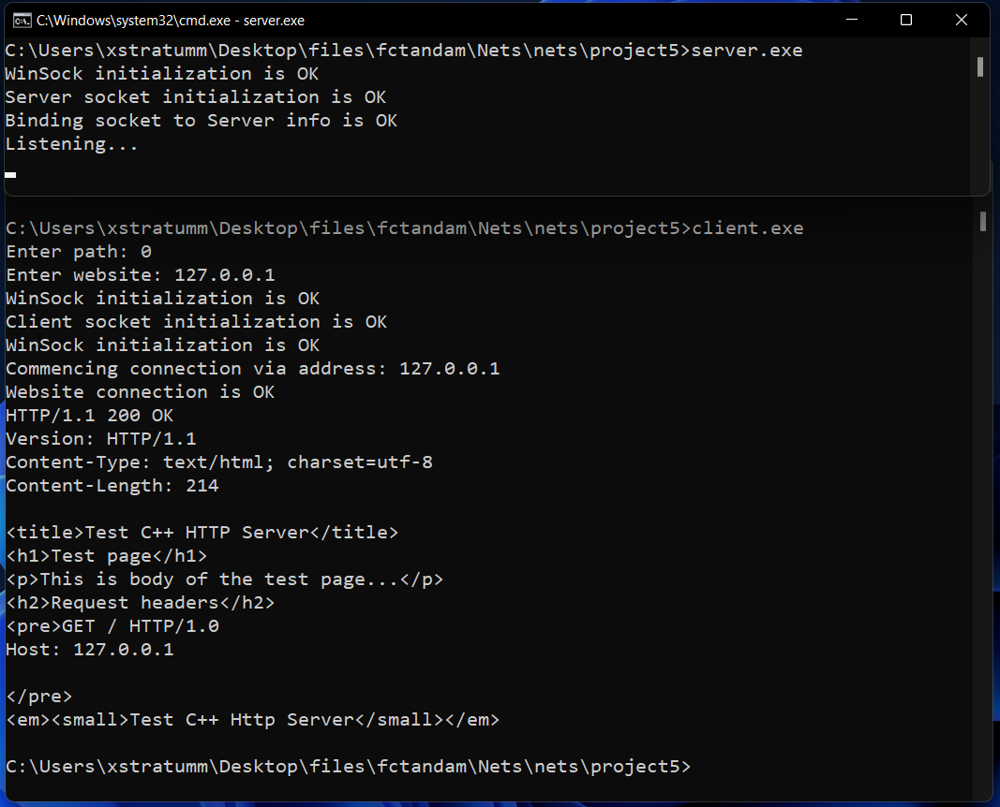 C:\Windows\system32\cmd.exe - server.exe
C:\Users\xstratumm\Desktop\files\fctandam\Nets\nets\project5>server.exe
WinSock initialization is OK
Server socket initialization is OK
Binding socket to Server info is OK
Listening...
C:\Users\xstratumm\Desktop\files\fctandam\Nets\nets\project5>client.exe
Enter path: 0
Enter website: 127.0.0.1
WinSock initialization is OK
Client socket initialization is OK
WinSock initialization is OK
Commencing connection via address: 127.0.0.1
Website connection is OK
HTTP/1.1 200 OK
Version: HTTP/1.1
Content-Type: text/html; charset=utf-8
Content-Length: 214
<title>Test C++ HTTP Server</title>
<h1>Test page</h1>
<p>This is body of the test page...</p>
<h2>Request headers</h2>
<pre>GET / HTTP/1.0
Host: 127.0.0.1
</pre>
<em><small>Test C++ Http Server</small></em>
C:\Users\xstratumm\Desktop\files\fctandam\Nets\nets\project5>